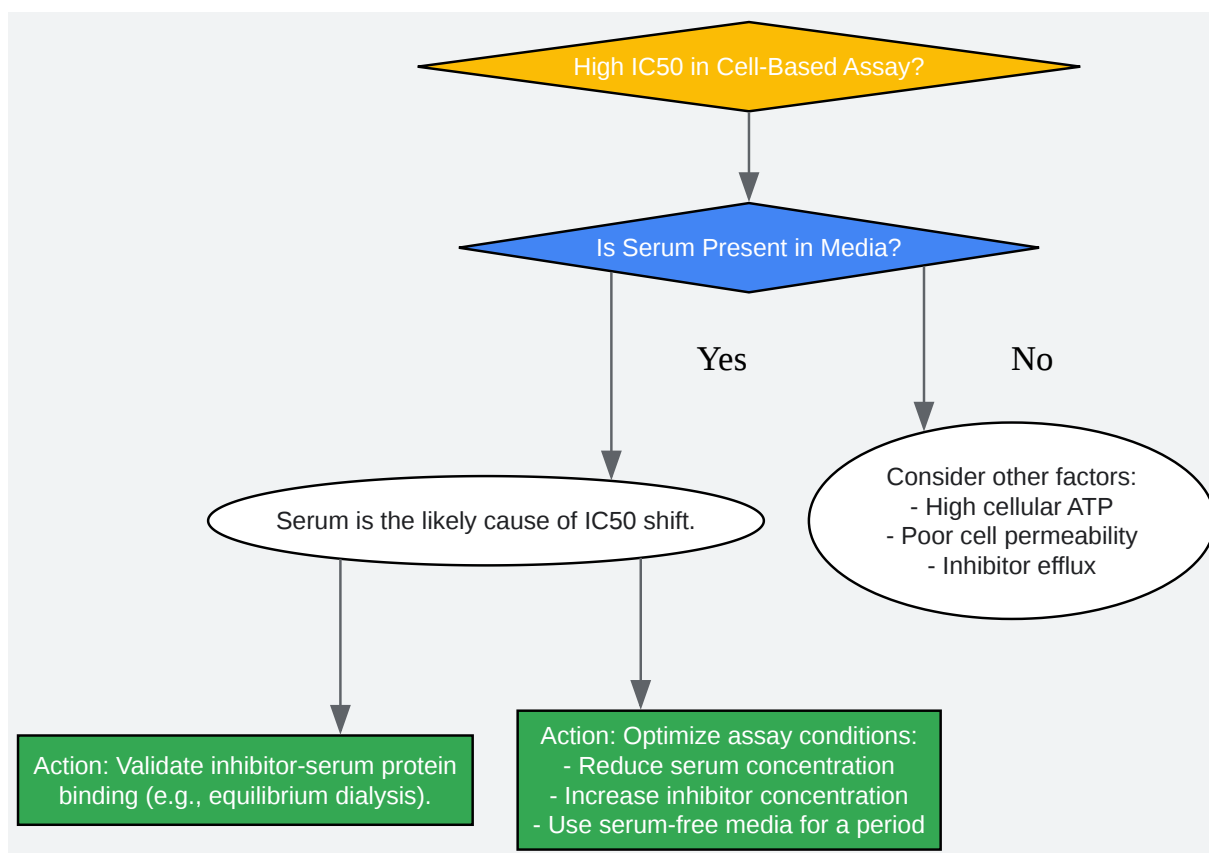 High IC50 in Cell-Based Assay?
Is Serum Present in Media?
Yes
No
Serum is the likely cause of IC50 shift.
Consider other factors:
- High cellular ATP
- Poor cell permeability
- Inhibitor efflux
Action: Validate inhibitor-serum protein
binding (e.g., equilibrium dialysis).
Action: Optimize assay conditions:
- Reduce serum concentration
- Increase inhibitor concentration
- Use serum-free media for a period